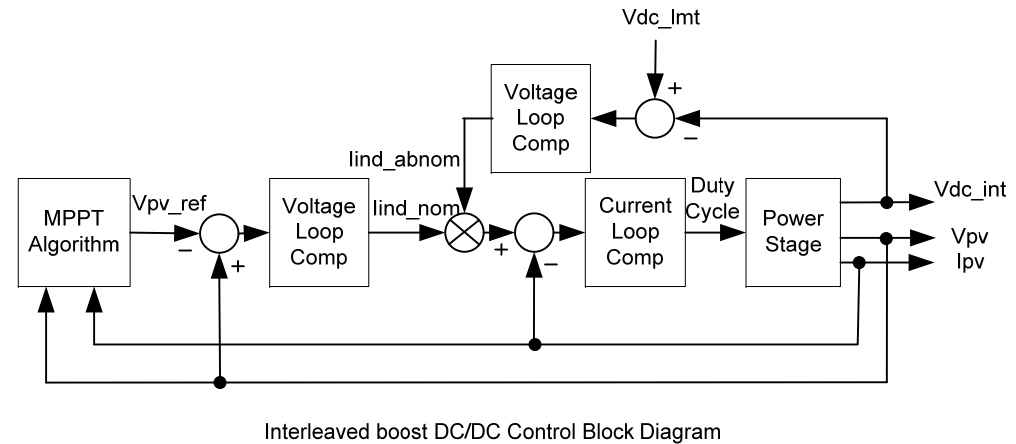 Vdc_lmt
+
Voltage
Loop
Comp
−
Iind_abnom
MPPT
Algorithm
Vpv_ref
−
+
Voltage
Loop
Comp
Iind_nom
+
−
Current
Loop
Comp
Duty
Cycle
Power
Stage
Vdc_int
Vpv
Ipv
Interleaved boost DC/DC Control Block Diagram